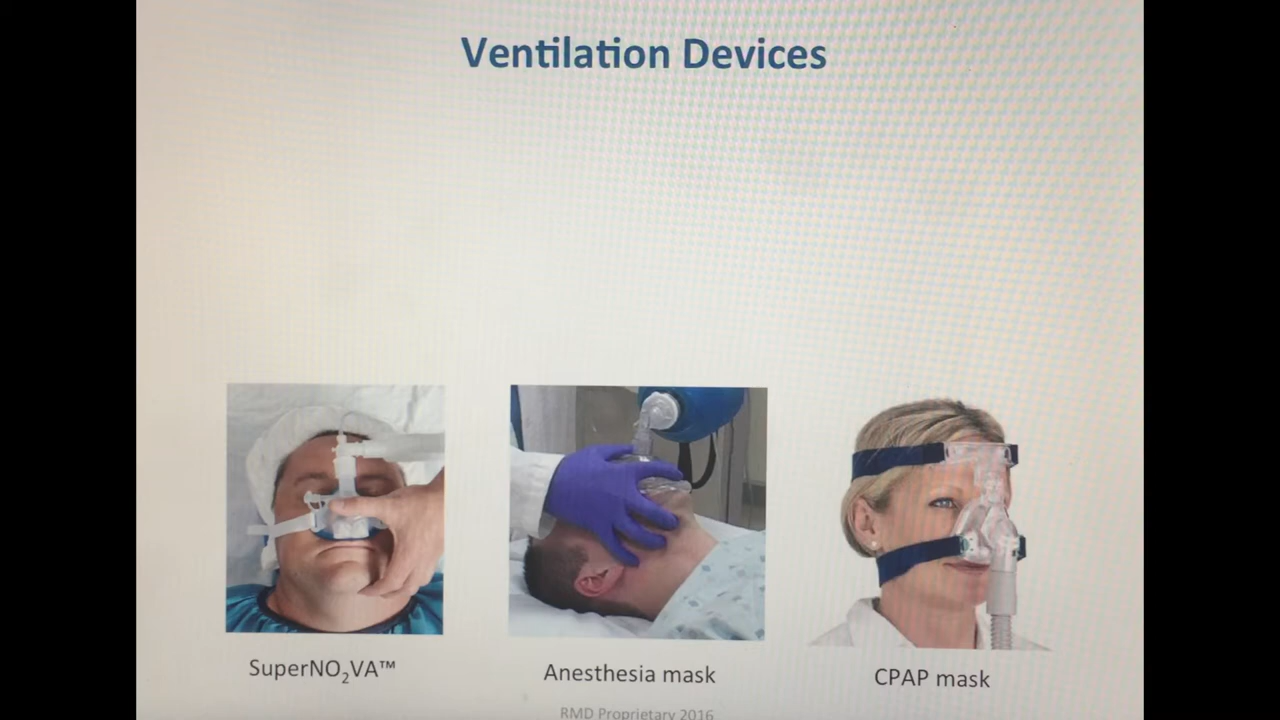 Ventilation Devices
SuperNO₂VA™
Anesthesia mask
CPAP mask
RMD Proprietary 2016